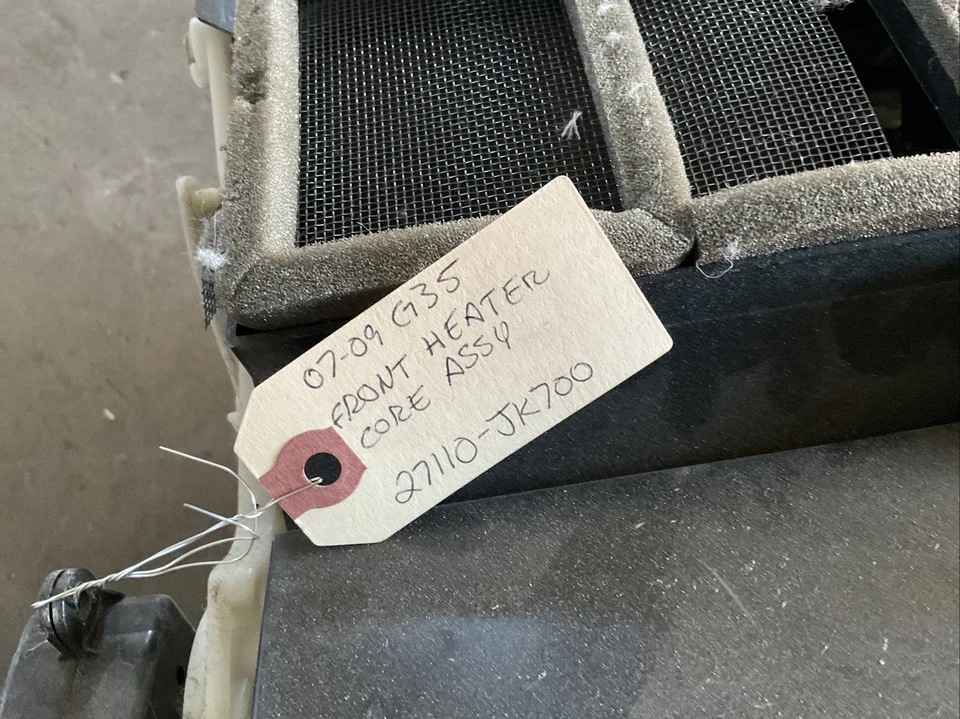 07-09 G35
FRONT HEATER
CORE ASSY
27110-JK700